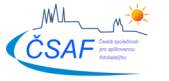 ČSAF
Česká společnost
pro aplikovanou
fotokatalýzu